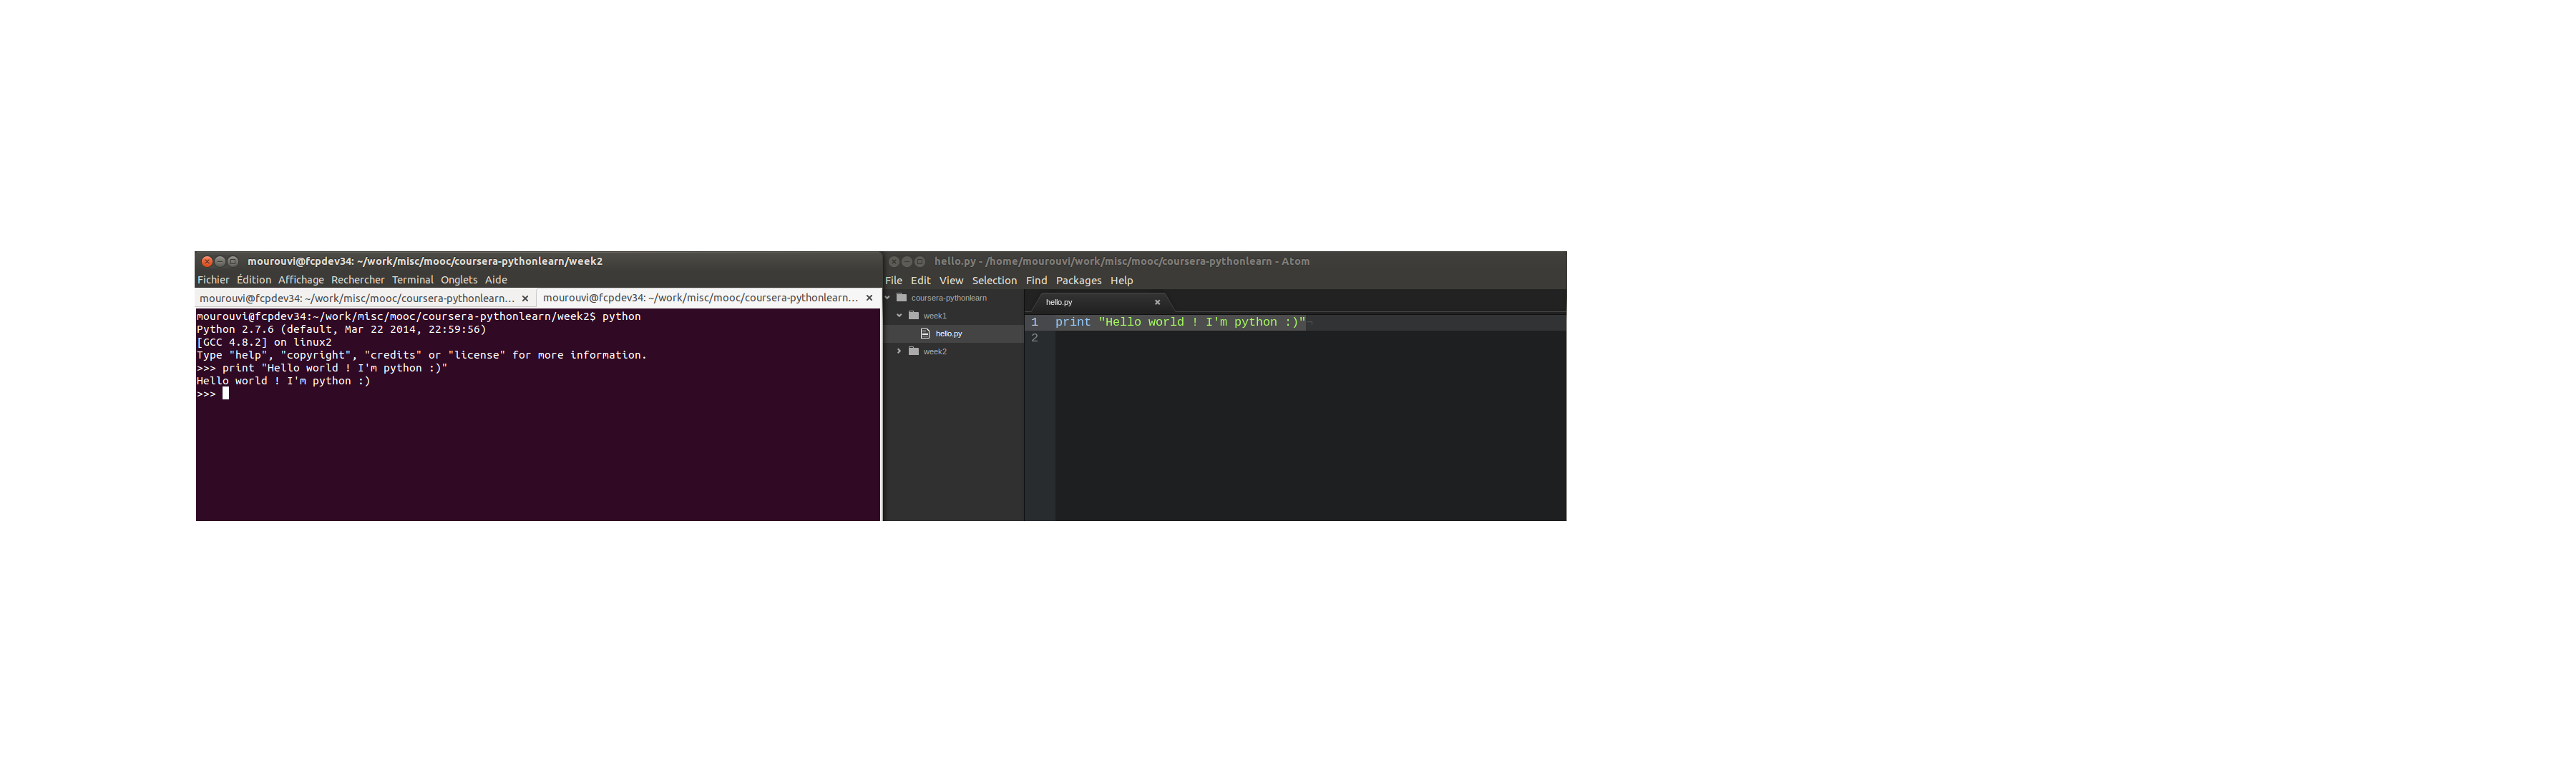 mourouvi@fcpdev34: ~/work/misc/mooc/coursera-pythonlearn/week2
Fichier Édition Affichage Rechercher Terminal Onglets Aide
mourouvi@fcpdev34: ~/work/misc/mooc/coursera-pythonlearn... mourouvi@fcpdev34: ~/work/misc/mooc/coursera-pythonlearn...
mourouvi@fcpdev34:~/work/misc/mooc/coursera-pythonlearn/week2$ python
Python 2.7.6 (default, Mar 22 2014, 22:59:56)
[GCC 4.8.2] on linux2
Type "help", "copyright", "credits" or "license" for more information.
>>> print "Hello world ! I'm python :)"
Hello world ! I'm python :)
>>>
hello.py - /home/mourouvi/work/misc/mooc/coursera-pythonlearn - Atom
File Edit View Selection Find Packages Help
coursera-pythonlearn
week1
hello.py
week2
hello.py
1 print "Hello world ! I'm python :)"¬
2